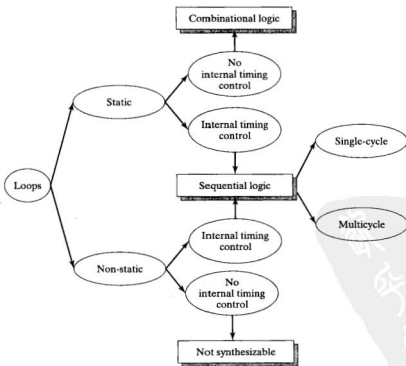 Combinational logic
No
internal timing
control
Static
Internal timing
control
Single-cycle
Loops
Sequential logic
Internal timing
control
Multicycle
Non-static
No
internal timing
control
Not synthesizable